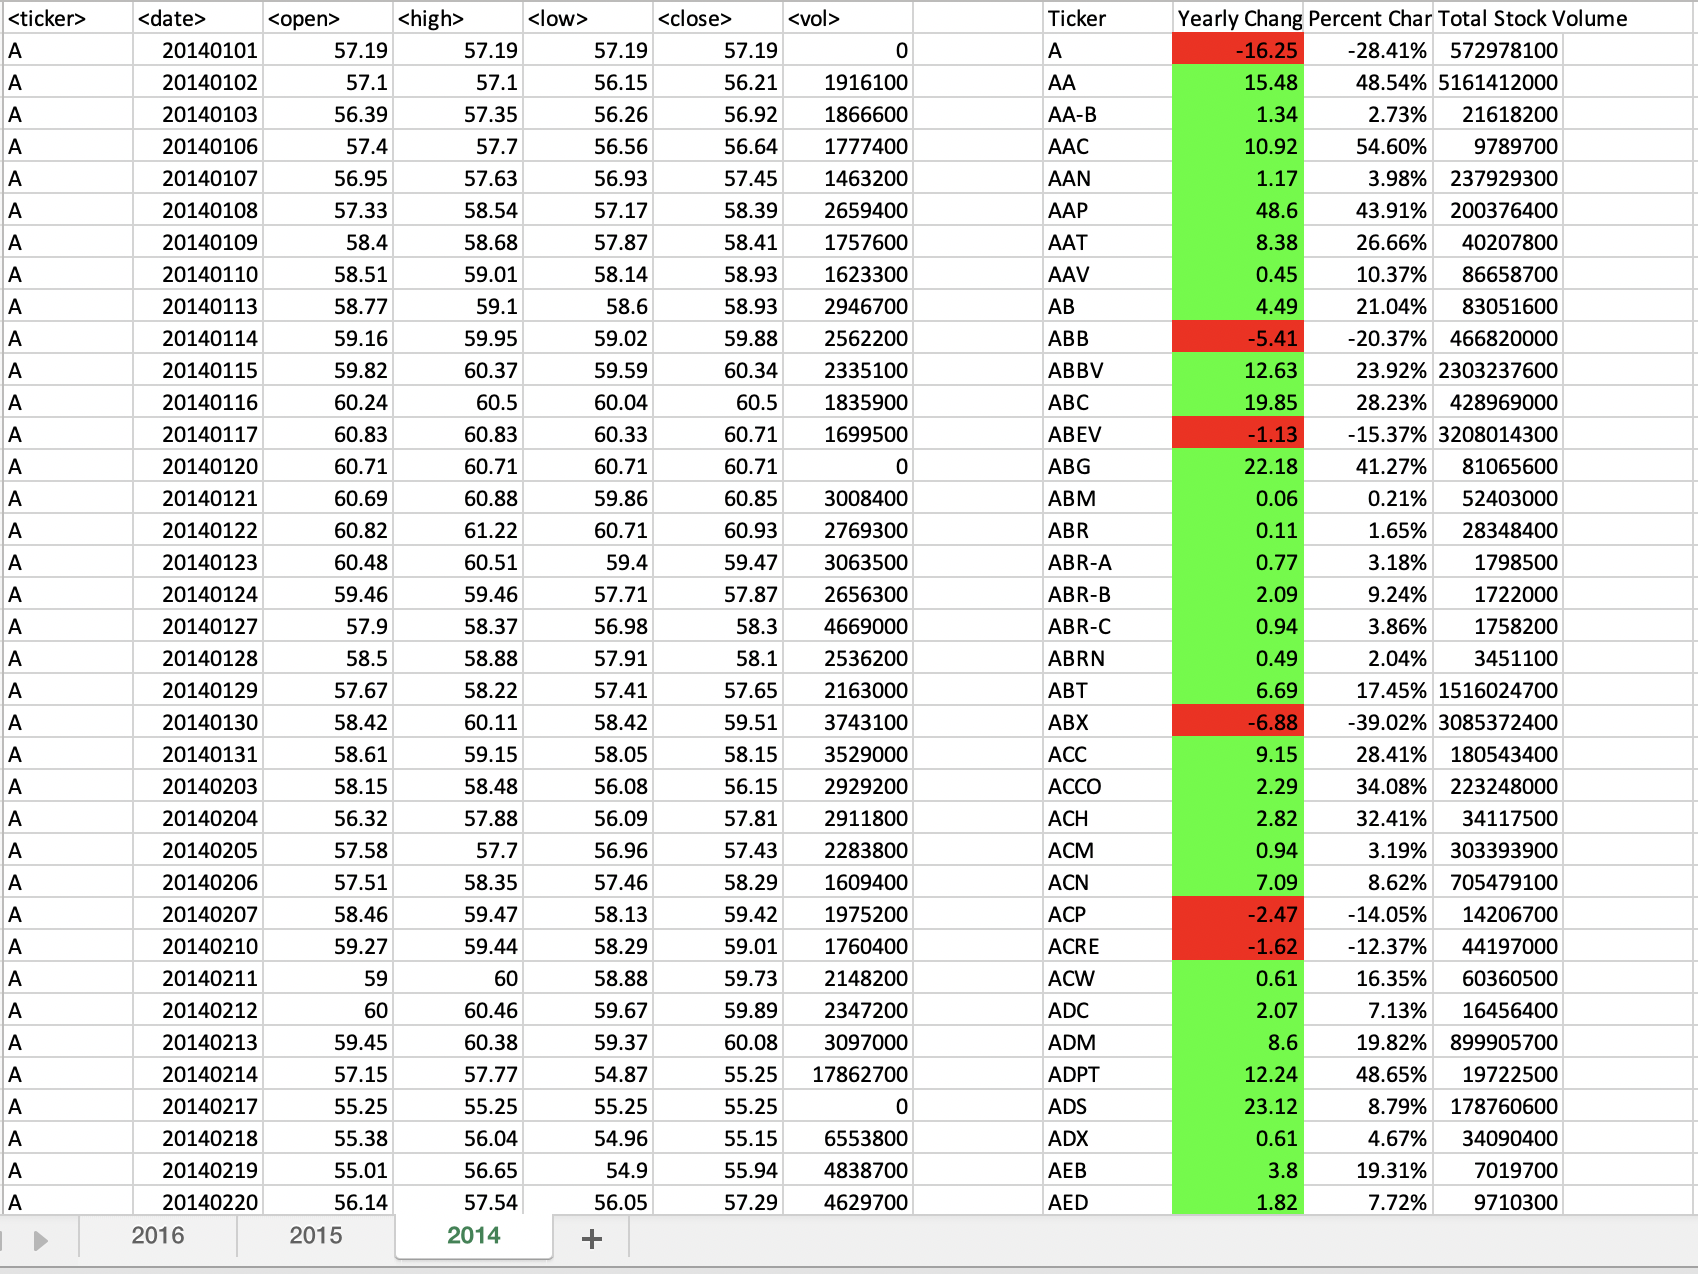 <ticker> <date> <open> <high> <low> <close> <vol> Ticker Yearly Chang Percent Char Total Stock Volume
A 20140101 57.19 57.19 57.19 57.19 0 A -16.25 -28.41% 572978100
A 20140102 57.1 57.1 56.15 56.21 1916100 AA 15.48 48.54% 5161412000
A 20140103 56.39 57.35 56.26 56.92 1866600 AA-B 1.34 2.73% 21618200
A 20140106 57.4 57.7 56.56 56.64 1777400 AAC 10.92 54.60% 9789700
A 20140107 56.95 57.63 56.93 57.45 1463200 AAN 1.17 3.98% 237929300
A 20140108 57.33 58.54 57.17 58.39 2659400 AAP 48.6 43.91% 200376400
A 20140109 58.4 58.68 57.87 58.41 1757600 AAT 8.38 26.66% 40207800
A 20140110 58.51 59.01 58.14 58.93 1623300 AAV 0.45 10.37% 86658700
A 20140113 58.77 59.1 58.6 58.93 2946700 AB 4.49 21.04% 83051600
A 20140114 59.16 59.95 59.02 59.88 2562200 ABB -5.41 -20.37% 466820000
A 20140115 59.82 60.37 59.59 60.34 2335100 ABBV 12.63 23.92% 2303237600
A 20140116 60.24 60.5 60.04 60.5 1835900 ABC 19.85 28.23% 428969000
A 20140117 60.83 60.83 60.33 60.71 1699500 ABEV -1.13 -15.37% 3208014300
A 20140120 60.71 60.71 60.71 60.71 0 ABG 22.18 41.27% 81065600
A 20140121 60.69 60.88 59.86 60.85 3008400 ABM 0.06 0.21% 52403000
A 20140122 60.82 61.22 60.71 60.93 2769300 ABR 0.11 1.65% 28348400
A 20140123 60.48 60.51 59.4 59.47 3063500 ABR-A 0.77 3.18% 1798500
A 20140124 59.46 59.46 57.71 57.87 2656300 ABR-B 2.09 9.24% 1722000
A 20140127 57.9 58.37 56.98 58.3 4669000 ABR-C 0.94 3.86% 1758200
A 20140128 58.5 58.88 57.91 58.1 2536200 ABRN 0.49 2.04% 3451100
A 20140129 57.67 58.22 57.41 57.65 2163000 ABT 6.69 17.45% 1516024700
A 20140130 58.42 60.11 58.42 59.51 3743100 ABX -6.88 -39.02% 3085372400
A 20140131 58.61 59.15 58.05 58.15 3529000 ACC 9.15 28.41% 180543400
A 20140203 58.15 58.48 56.08 56.15 2929200 ACCO 2.29 34.08% 223248000
A 20140204 56.32 57.88 56.09 57.81 2911800 ACH 2.82 32.41% 34117500
A 20140205 57.58 57.7 56.96 57.43 2283800 ACM 0.94 3.19% 303393900
A 20140206 57.51 58.35 57.46 58.29 1609400 ACN 7.09 8.62% 705479100
A 20140207 58.46 59.47 58.13 59.42 1975200 ACP -2.47 -14.05% 14206700
A 20140210 59.27 59.44 58.29 59.01 1760400 ACRE -1.62 -12.37% 44197000
A 20140211 59 60 58.88 59.73 2148200 ACW 0.61 16.35% 60360500
A 20140212 60 60.46 59.67 59.89 2347200 ADC 2.07 7.13% 16456400
A 20140213 59.45 60.38 59.37 60.08 3097000 ADM 8.6 19.82% 899905700
A 20140214 57.15 57.77 54.87 55.25 17862700 ADPT 12.24 48.65% 19722500
A 20140217 55.25 55.25 55.25 55.25 0 ADS 23.12 8.79% 178760600
A 20140218 55.38 56.04 54.96 55.15 6553800 ADX 0.61 4.67% 34090400
A 20140219 55.01 56.65 54.9 55.94 4838700 AEB 3.8 19.31% 7019700
A 20140220 56.14 57.54 56.05 57.29 4629700 AED 1.82 7.72% 9710300
2016 2015 2014 +